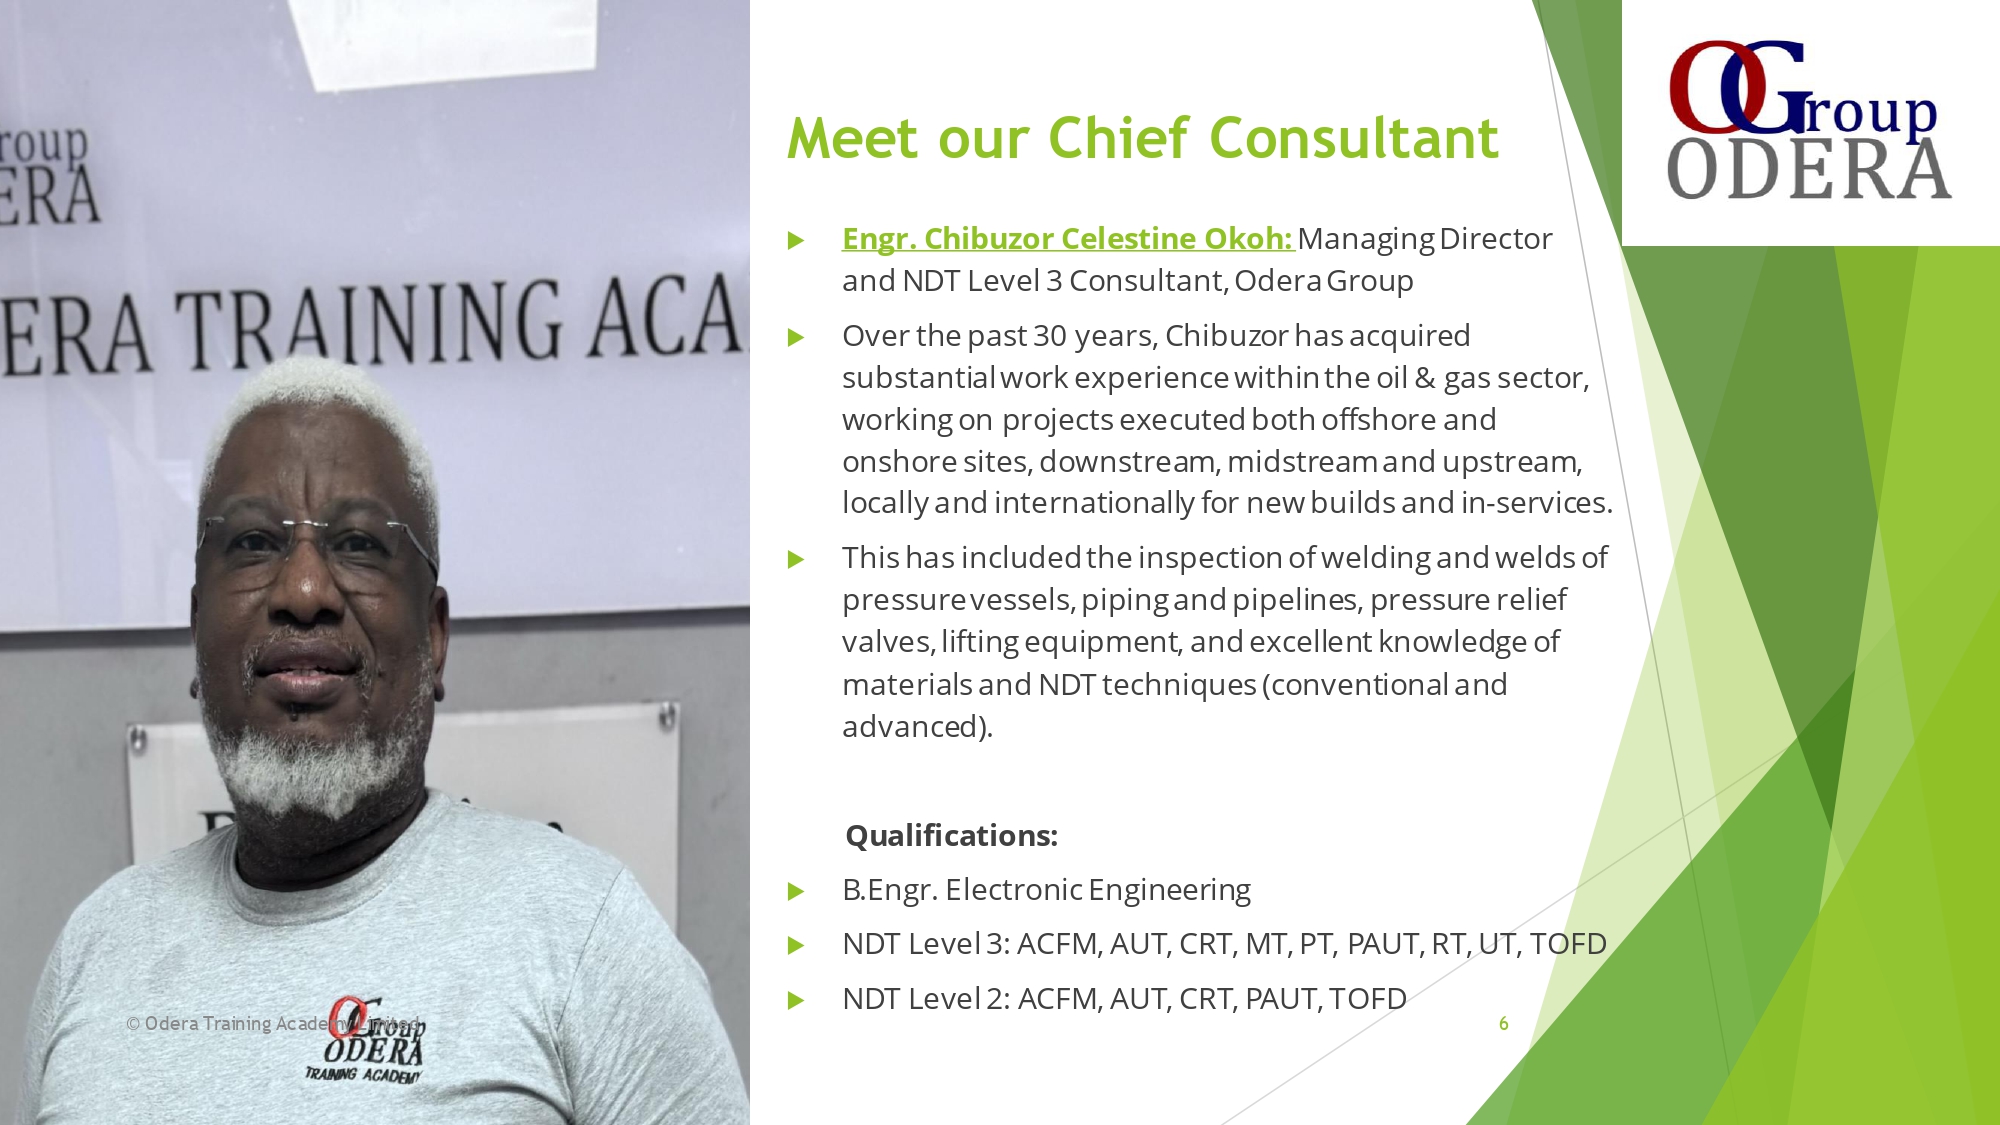 roup
ERA
ERA TRAINING ACA
© Odera Training Academy Limited
OGroup
ODERA
TRAINING ACADEMY
OGroup
ODERA
Meet our Chief Consultant
Engr. Chibuzor Celestine Okoh: Managing Director
and NDT Level 3 Consultant, Odera Group
Over the past 30 years, Chibuzor has acquired
substantial work experience within the oil & gas sector,
working on projects executed both offshore and
onshore sites, downstream, midstream and upstream,
locally and internationally for new builds and in-services.
This has included the inspection of welding and welds of
pressure vessels, piping and pipelines, pressure relief
valves, lifting equipment, and excellent knowledge of
materials and NDT techniques (conventional and
advanced).
Qualifications:
B.Engr. Electronic Engineering
NDT Level 3: ACFM, AUT, CRT, MT, PT, PAUT, RT, UT, TOFD
NDT Level 2: ACFM, AUT, CRT, PAUT, TOFD
6